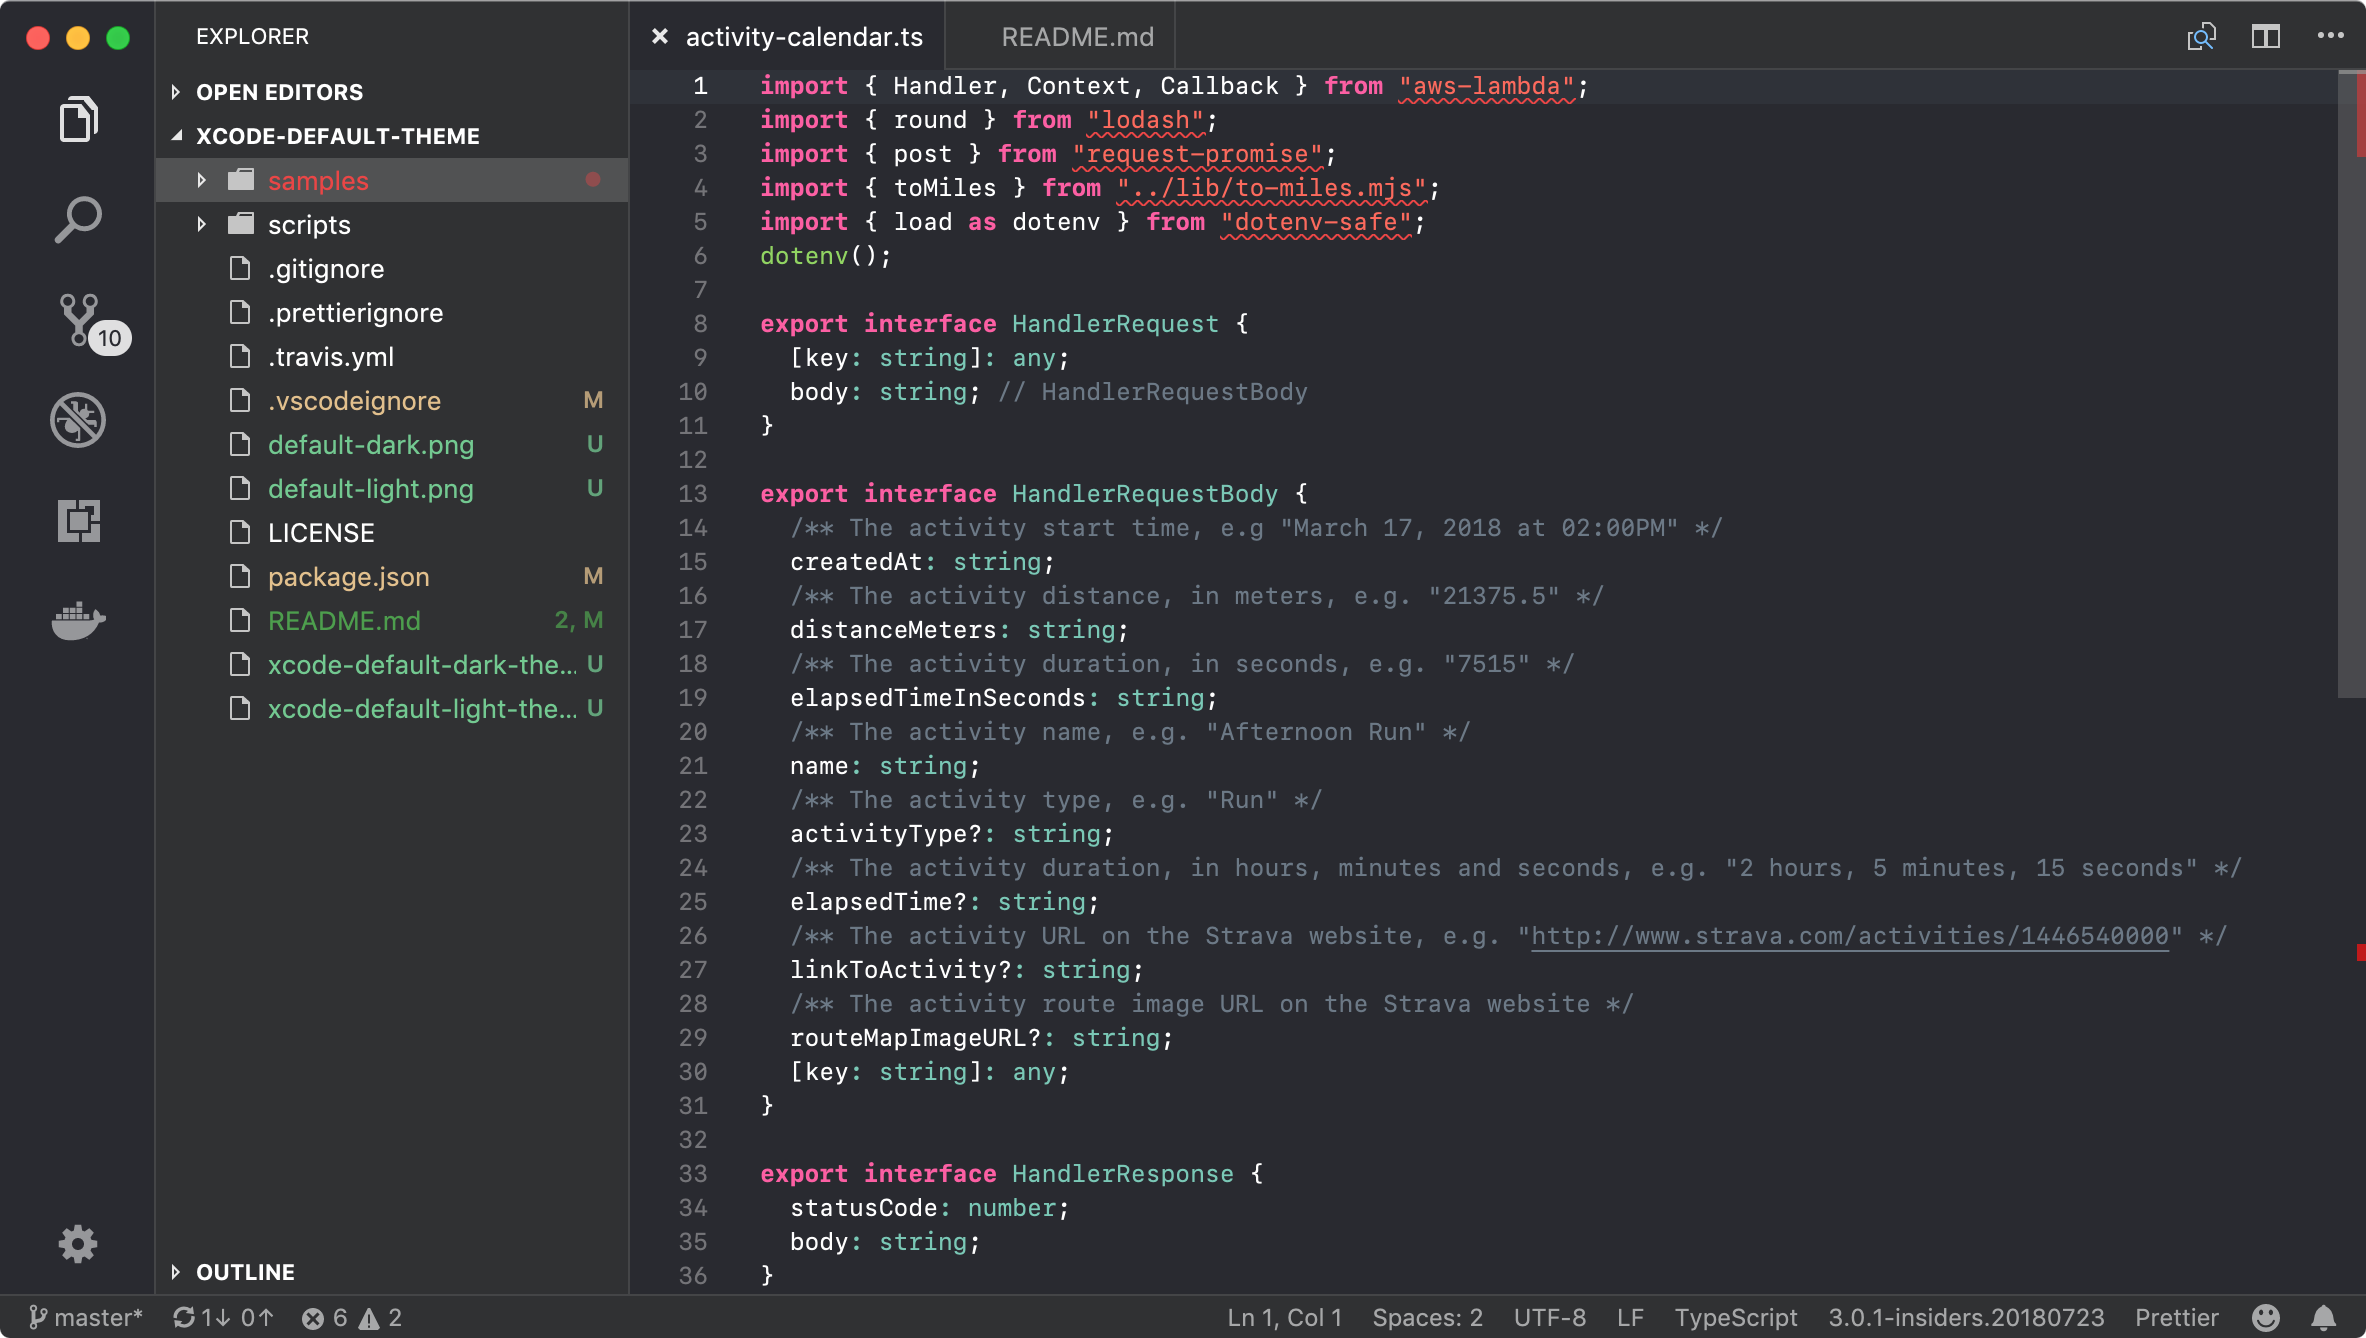 EXPLORER
OPEN EDITORS
XCODE-DEFAULT-THEME
samples
scripts
.gitignore
.prettierignore
.travis.yml
.vscodeignore M
default-dark.png U
default-light.png U
LICENSE
package.json M
README.md 2, M
xcode-default-dark-the... U
xcode-default-light-the... U
OUTLINE
10
activity-calendar.ts README.md
1 import { Handler, Context, Callback } from "aws-lambda";
2 import { round } from "lodash";
3 import { post } from "request-promise";
4 import { toMiles } from "../lib/to-miles.mjs";
5 import { load as dotenv } from "dotenv-safe";
6 dotenv();
7
8 export interface HandlerRequest {
9   [key: string]: any;
10   body: string; // HandlerRequestBody
11 }
12
13 export interface HandlerRequestBody {
14   /** The activity start time, e.g "March 17, 2018 at 02:00PM" */
15   createdAt: string;
16   /** The activity distance, in meters, e.g. "21375.5" */
17   distanceMeters: string;
18   /** The activity duration, in seconds, e.g. "7515" */
19   elapsedTimeInSeconds: string;
20   /** The activity name, e.g. "Afternoon Run" */
21   name: string;
22   /** The activity type, e.g. "Run" */
23   activityType?: string;
24   /** The activity duration, in hours, minutes and seconds, e.g. "2 hours, 5 minutes, 15 seconds" */
25   elapsedTime?: string;
26   /** The activity URL on the Strava website, e.g. "http://www.strava.com/activities/1446540000" */
27   linkToActivity?: string;
28   /** The activity route image URL on the Strava website */
29   routeMapImageURL?: string;
30   [key: string]: any;
31 }
32
33 export interface HandlerResponse {
34   statusCode: number;
35   body: string;
36 }
master* 1↓ 0↑ 6 2 Ln 1, Col 1 Spaces: 2 UTF-8 LF TypeScript 3.0.1-insiders.20180723 Prettier